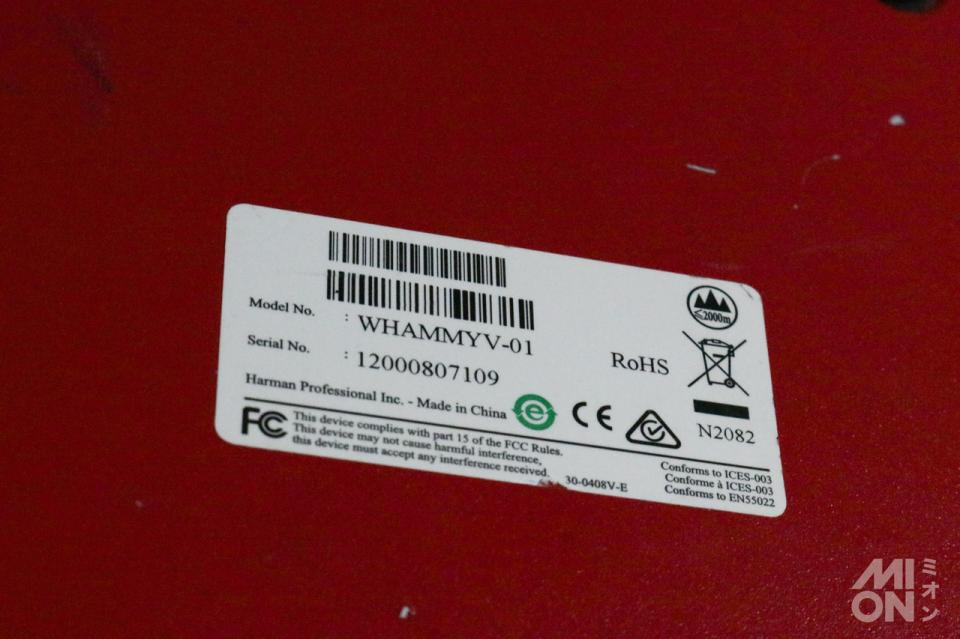 Model No. : WHAMMYV-01
Serial No. : 12000807109
Harman Professional Inc. - Made in China
e
CE
FC
This device complies with part 15 of the FCC Rules.
This device may not cause harmful interference,
this device must accept any interference received.
30-0408V-E
≤2000m
RoHS
N2082
Conforms to ICES-003
Conforme à ICES-003
Conforms to EN55022
MION
ミオン